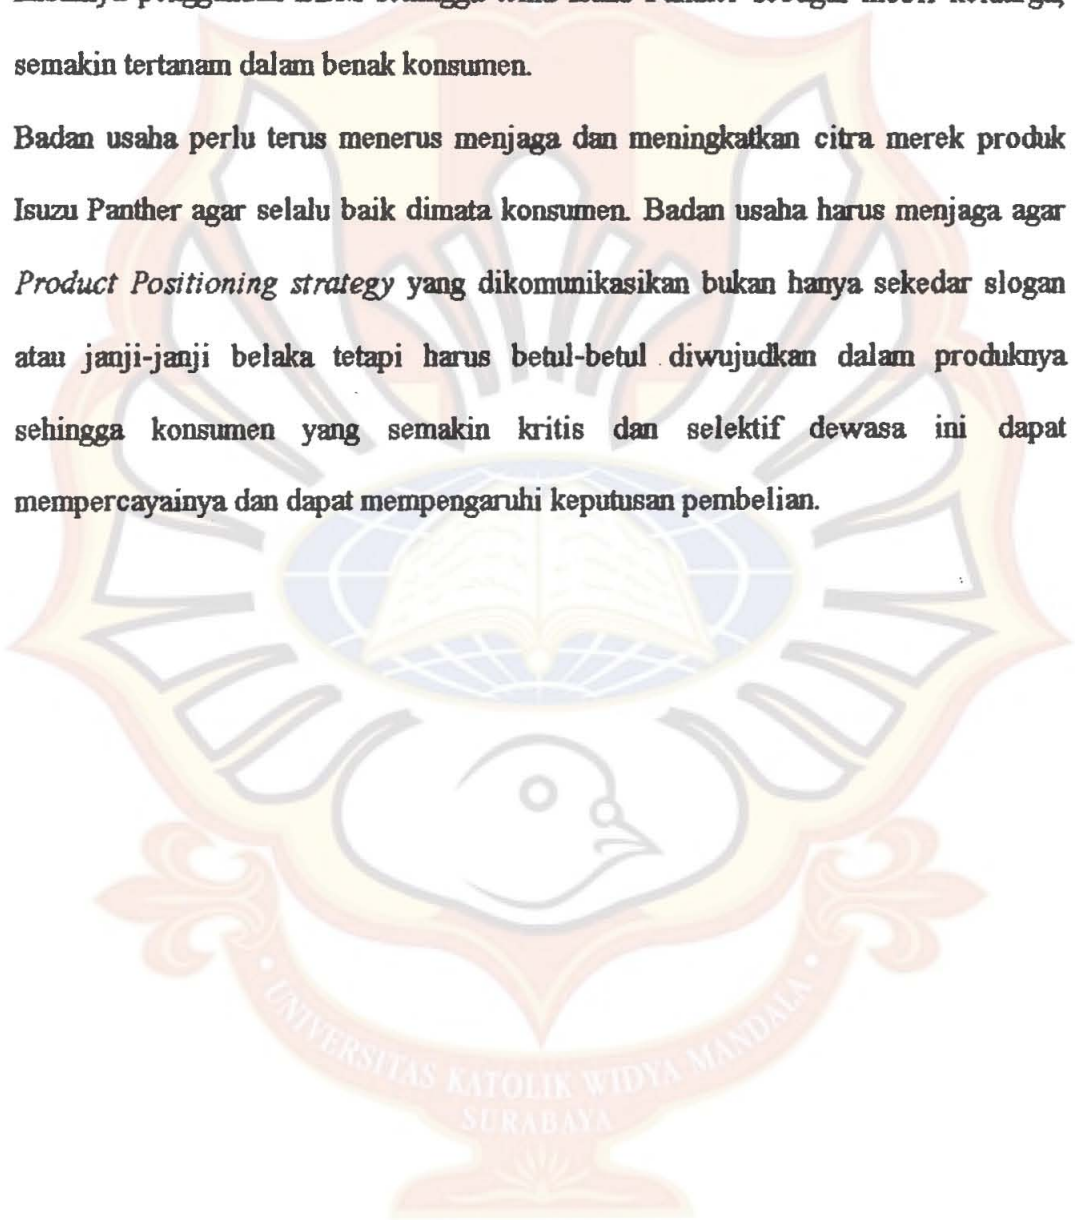 semakin tertanam dalam benak konsumen.
Badan usaha perlu terus menerus menjaga dan meningkatkan citra merek produk
Isuzu Panther agar selalu baik dimata konsumen. Badan usaha harus menjaga agar
Product Positioning strategy yang dikomunikasikan bukan hanya sekedar slogan
atau janji-janji belaka tetapi harus betul-betul diwujudkan dalam produknya
sehingga konsumen yang semakin kritis dan selektif dewasa ini dapat
mempercayainya dan dapat mempengaruhi keputusan pembelian.
UNIVERSITAS KATOLIK WIDYA MANDALA
SURABAYA